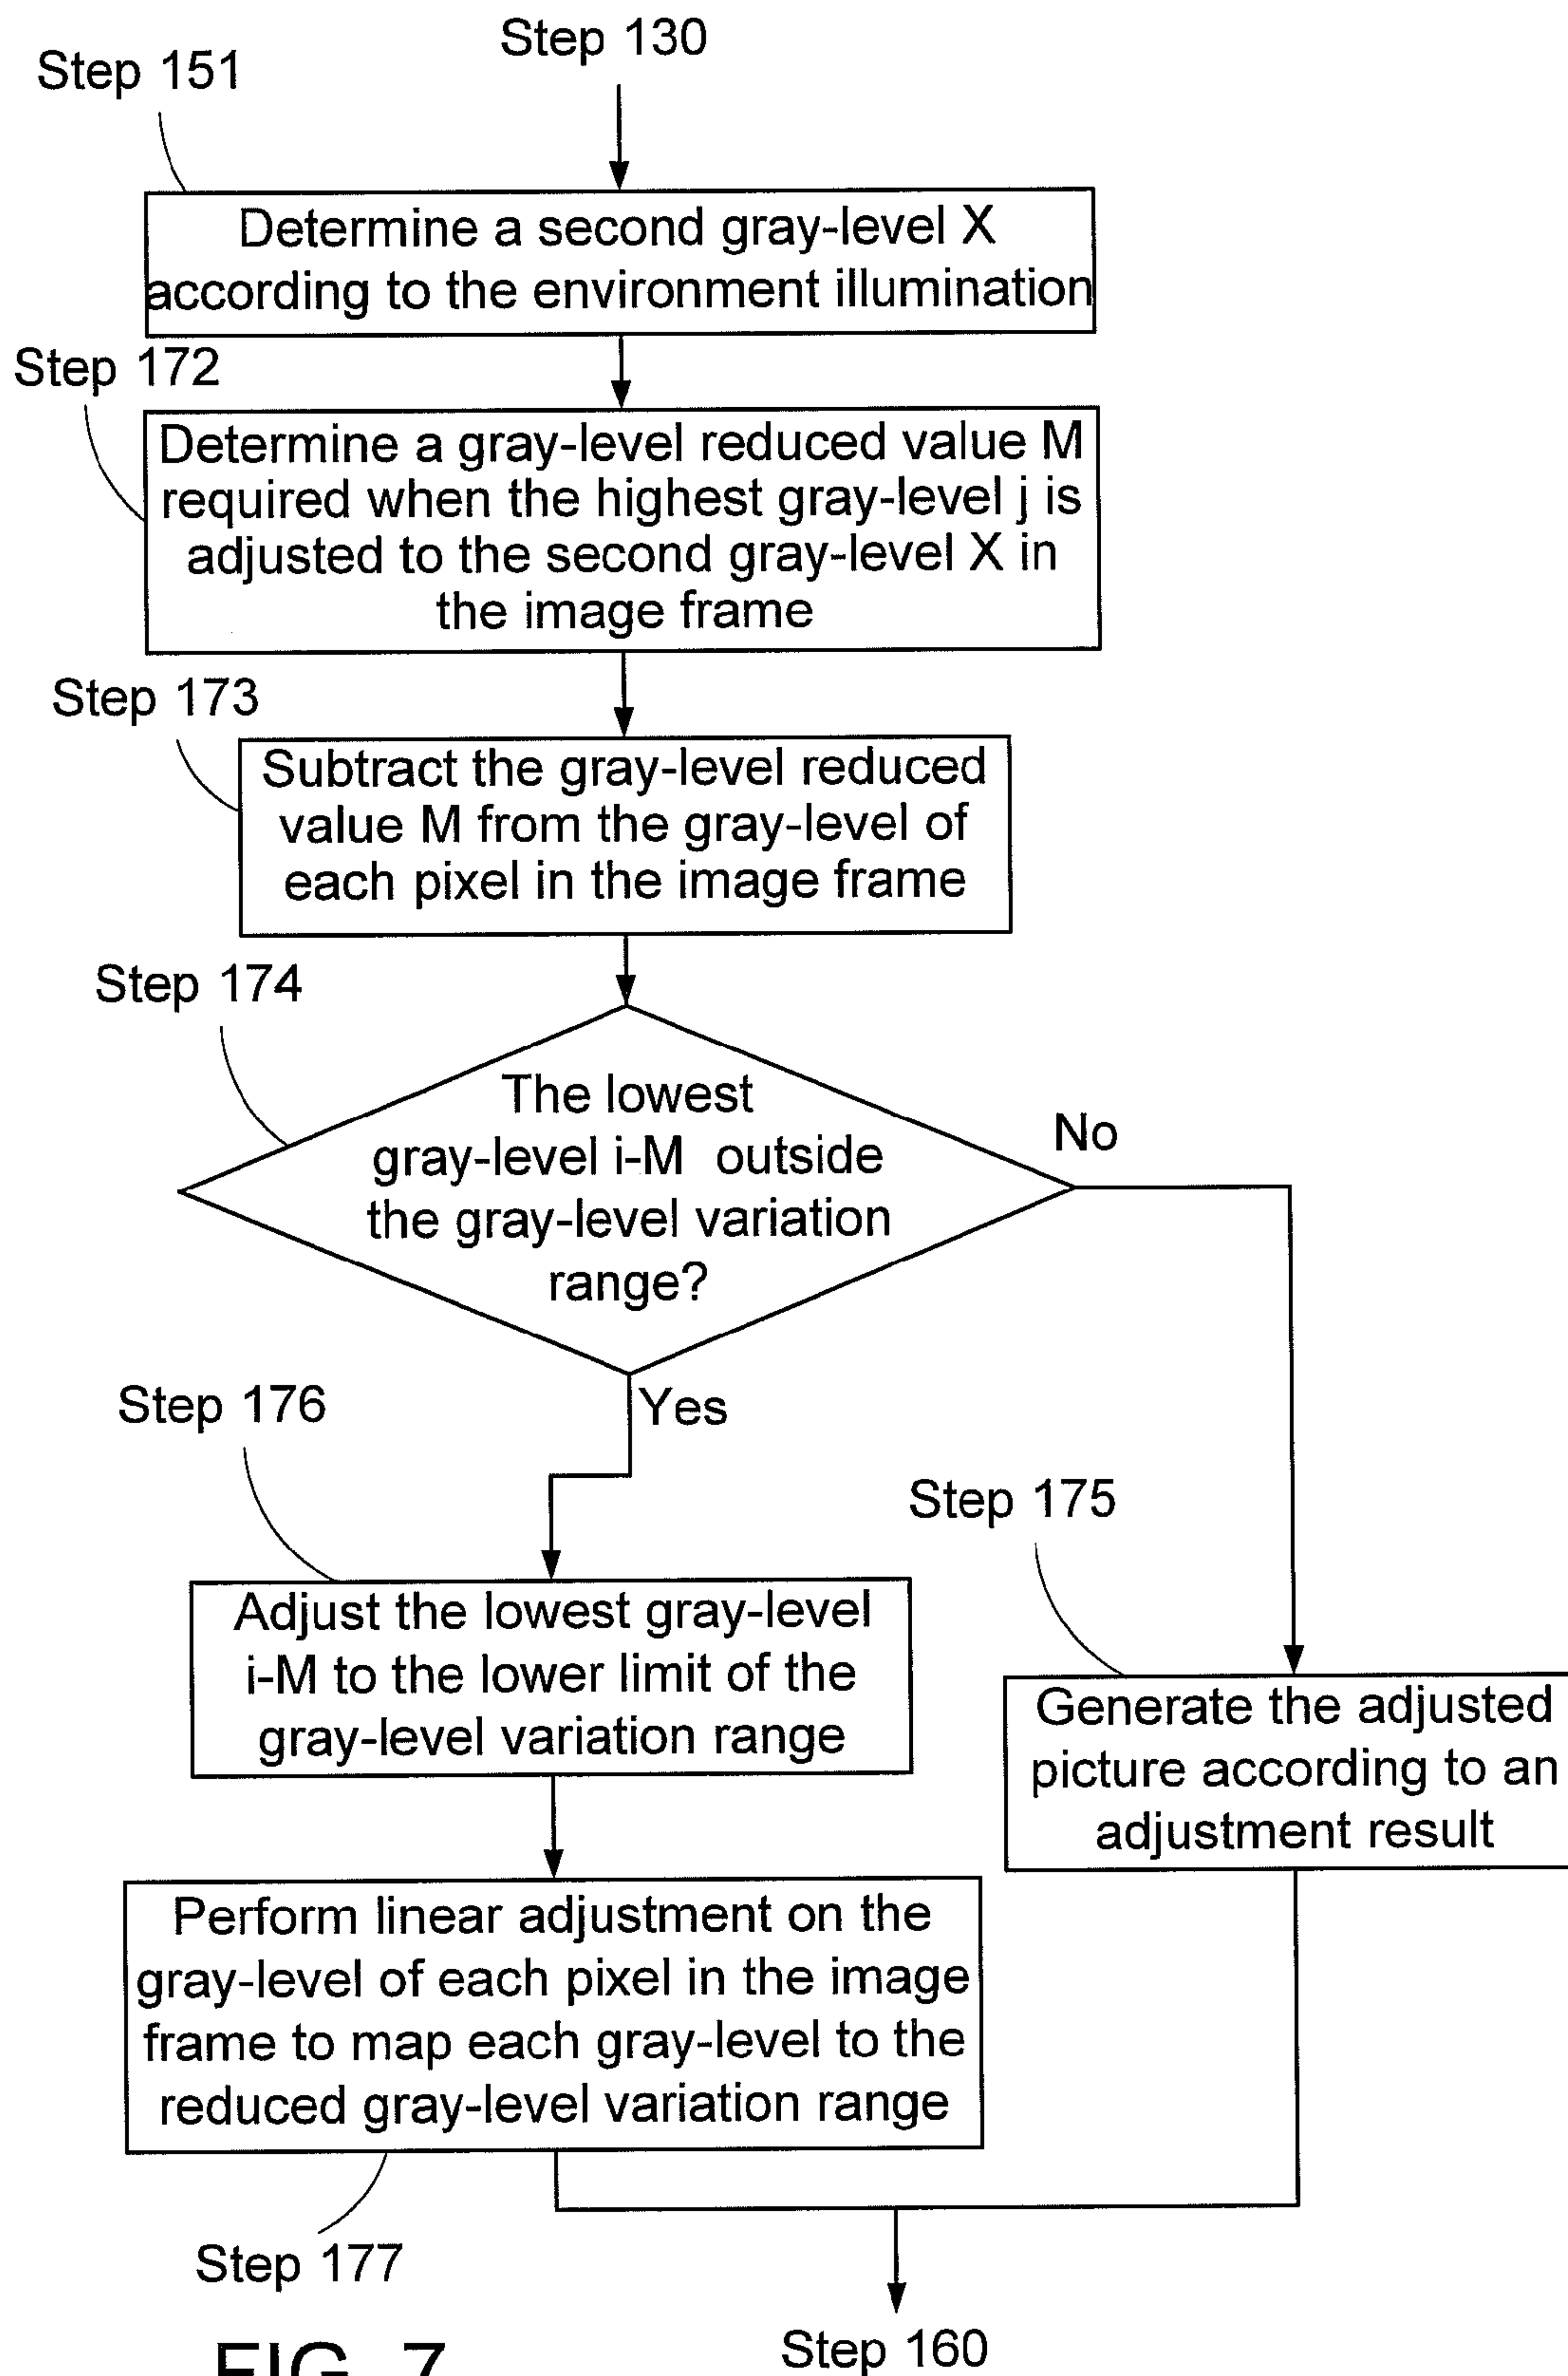 Step 130
Step 151
Determine a second gray-level X
according to the environment illumination
Step 172
Determine a gray-level reduced value M
required when the highest gray-level j is
adjusted to the second gray-level X in
the image frame
Step 173
Subtract the gray-level reduced
value M from the gray-level of
each pixel in the image frame
Step 174
The lowest
gray-level i-M outside
the gray-level variation
range?
No
Yes
Step 176
Adjust the lowest gray-level
i-M to the lower limit of the
gray-level variation range
Step 175
Generate the adjusted
picture according to an
adjustment result
Perform linear adjustment on the
gray-level of each pixel in the image
frame to map each gray-level to the
reduced gray-level variation range
Step 177
Step 160
FIG. 7